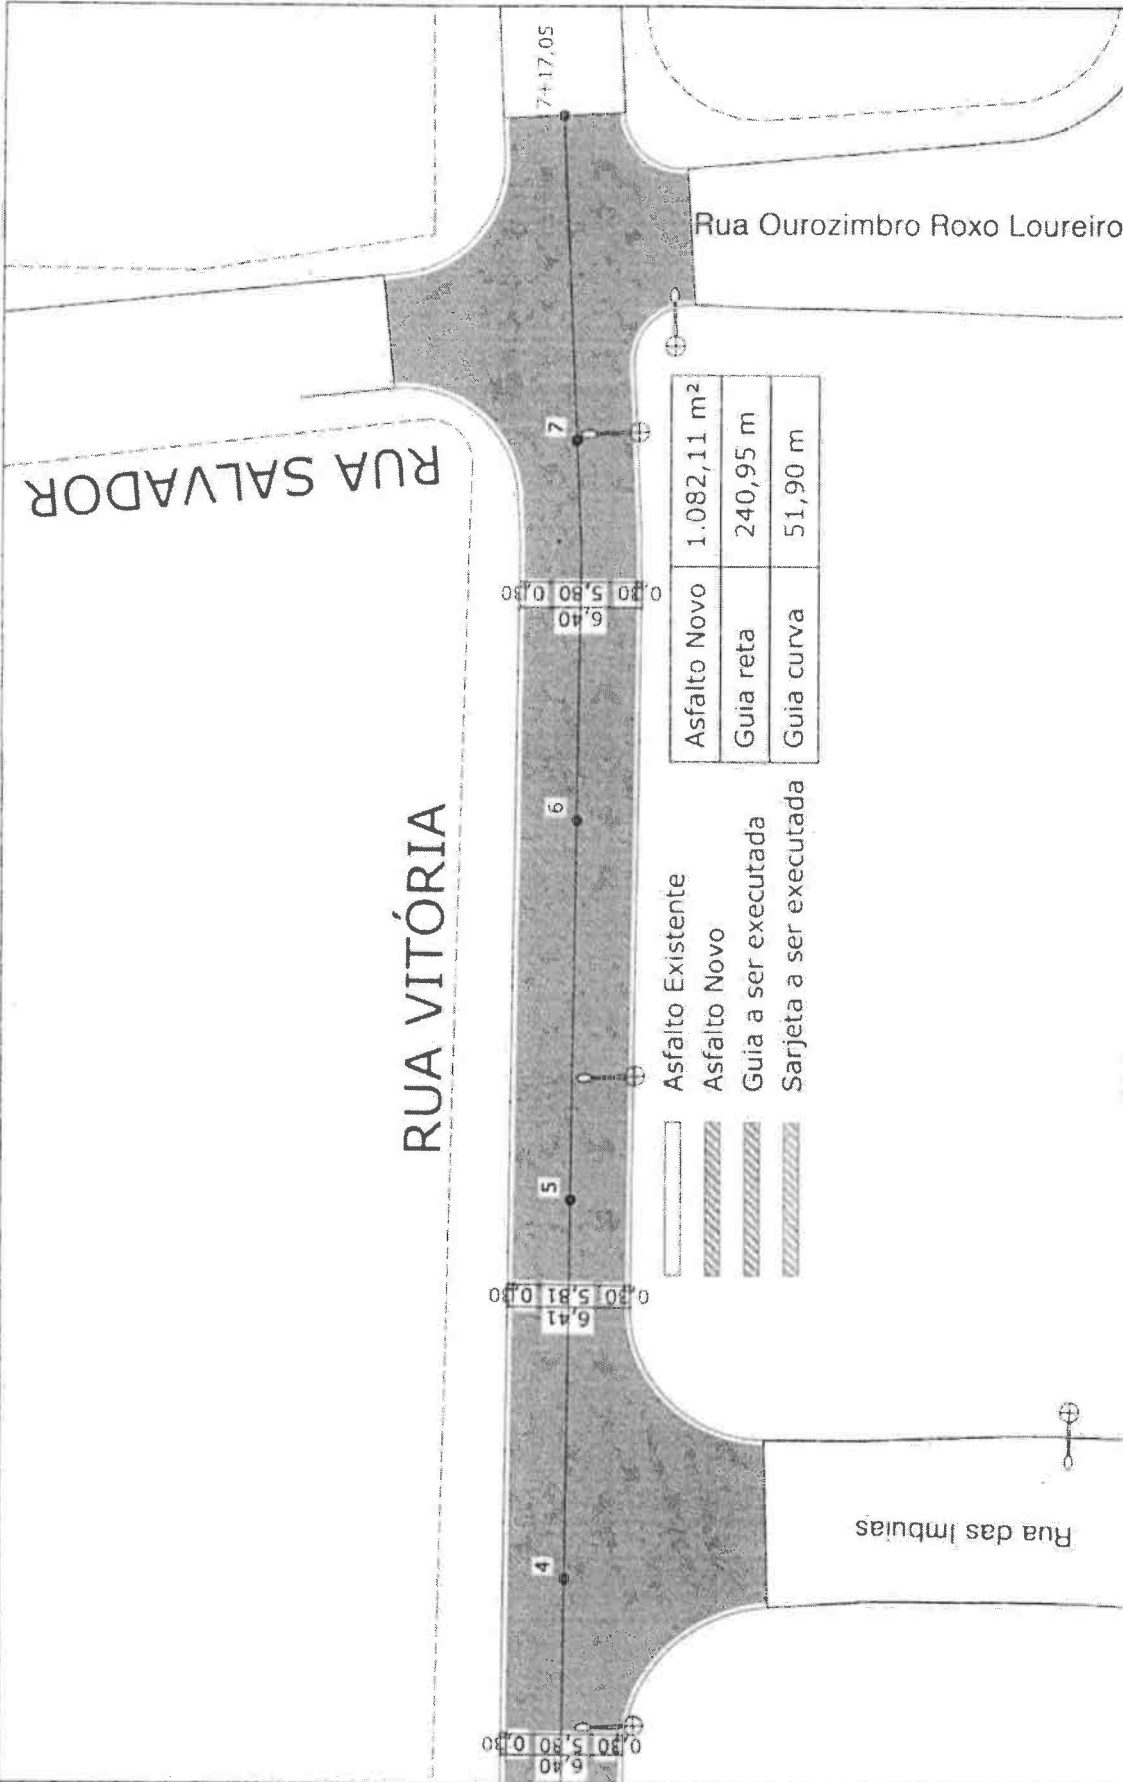 7+17,05
Rua Ourozimbro Roxo Loureiro
RUA SALVADOR
7
0,30 5,80 0,30
6,40
Asfalto Novo 1.082,11 m²
Guia reta 240,95 m
Guia curva 51,90 m
RUA VITÓRIA
6
Asfalto Existente
Asfalto Novo
Guia a ser executada
Sarjeta a ser executada
5
0,30 5,81 0,30
6,41
4
Rua das Imbuias
0,30 5,80 0,30
6,40